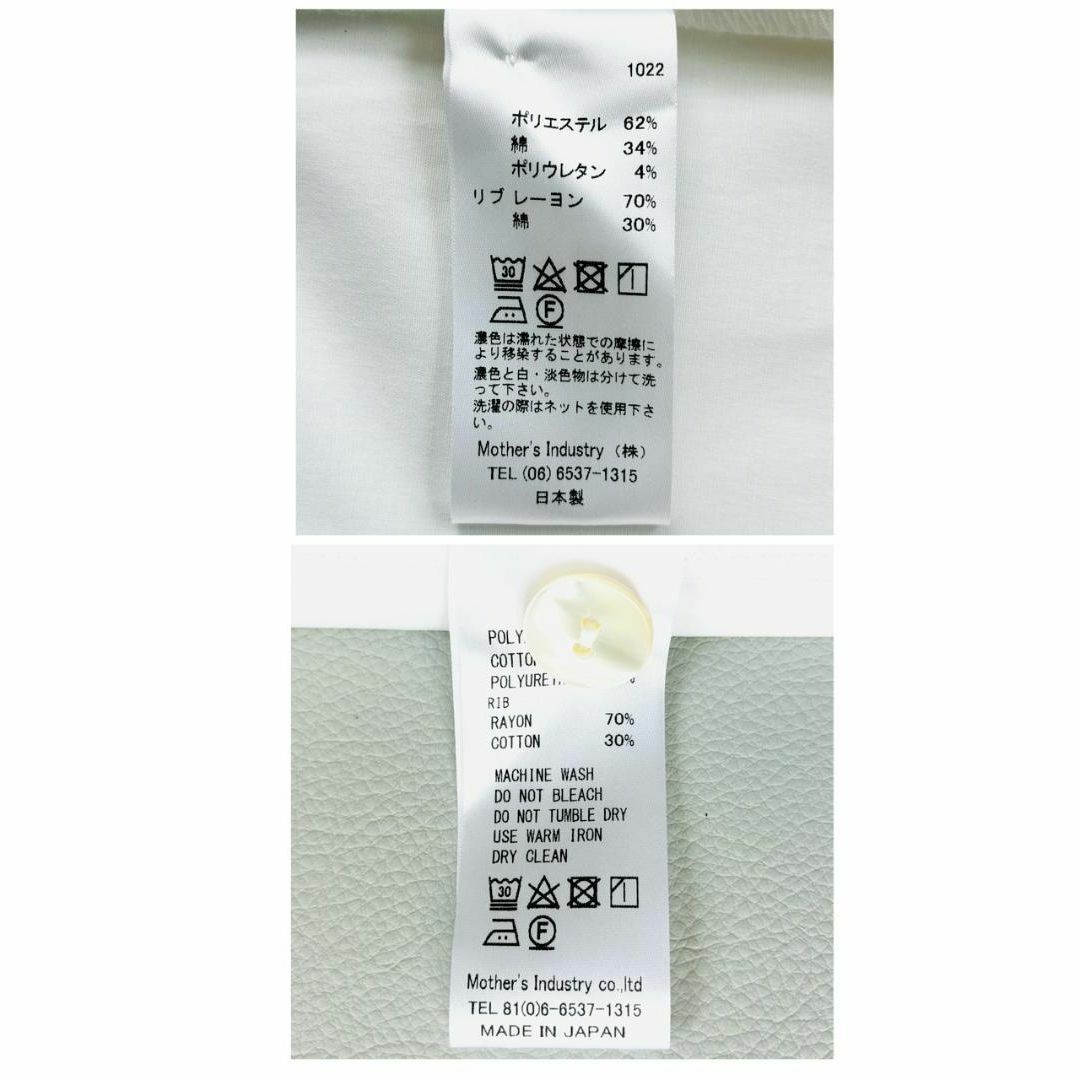 1022
ポリエステル 62%
綿 34%
ポリウレタン 4%
リブ レーヨン 70%
綿 30%
30
F
濃色は濡れた状態での摩擦に
より移染することがあります。
濃色と白・淡色物は分けて洗
って下さい。
洗濯の際はネットを使用下さ
い。
Mother's Industry (株)
TEL (06) 6537-1315
日本製
RIB
RAYON 70%
COTTON 30%
MACHINE WASH
DO NOT BLEACH
DO NOT TUMBLE DRY
USE WARM IRON
DRY CLEAN
30
F
Mother's Industry co.,ltd
TEL 81(0)6-6537-1315
MADE IN JAPAN